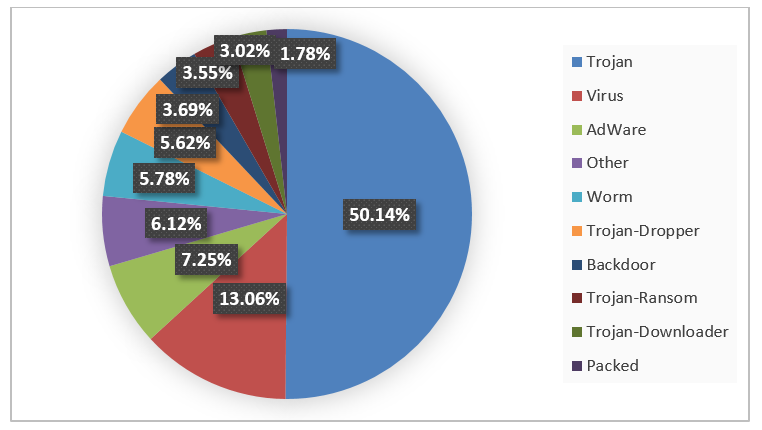 3.02%
1.78%
3.55%
3.69%
5.62%
5.78%
50.14%
6.12%
7.25%
13.06%
Trojan
Virus
AdWare
Other
Worm
Trojan-Dropper
Backdoor
Trojan-Ransom
Trojan-Downloader
Packed